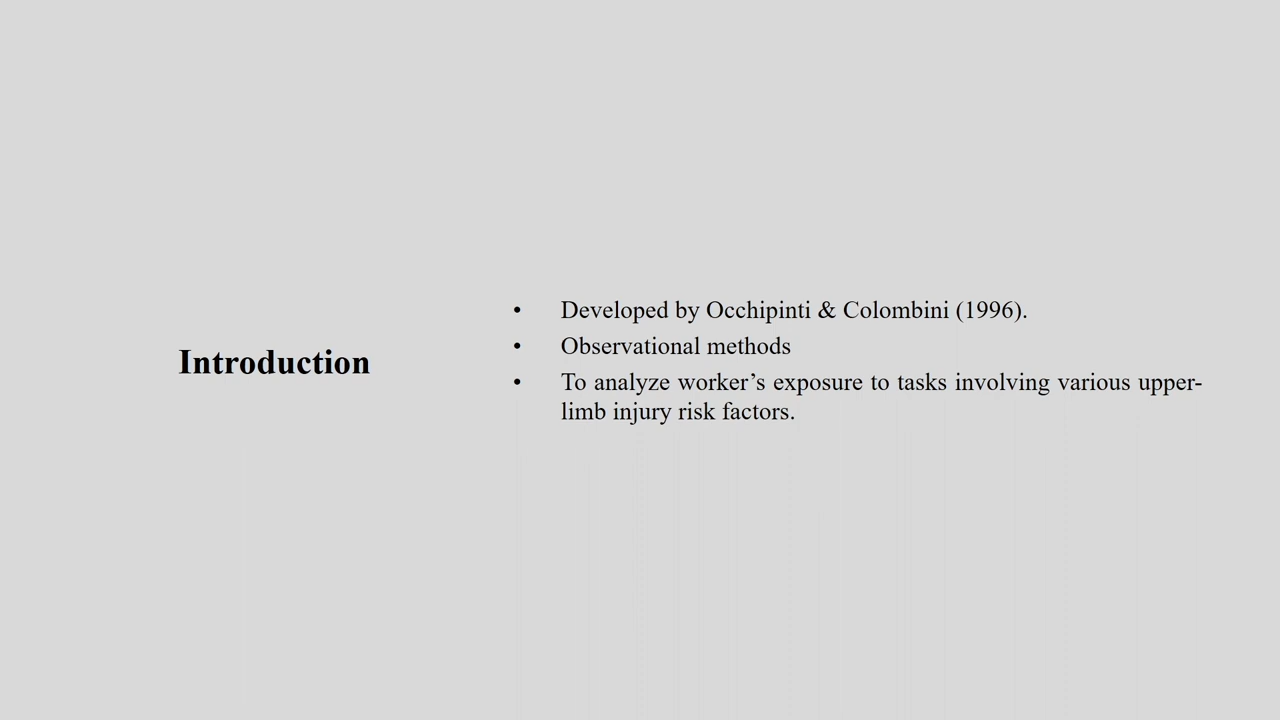 Introduction
• Developed by Occhipinti & Colombini (1996).
• Observational methods
• To analyze worker’s exposure to tasks involving various upper-
limb injury risk factors.